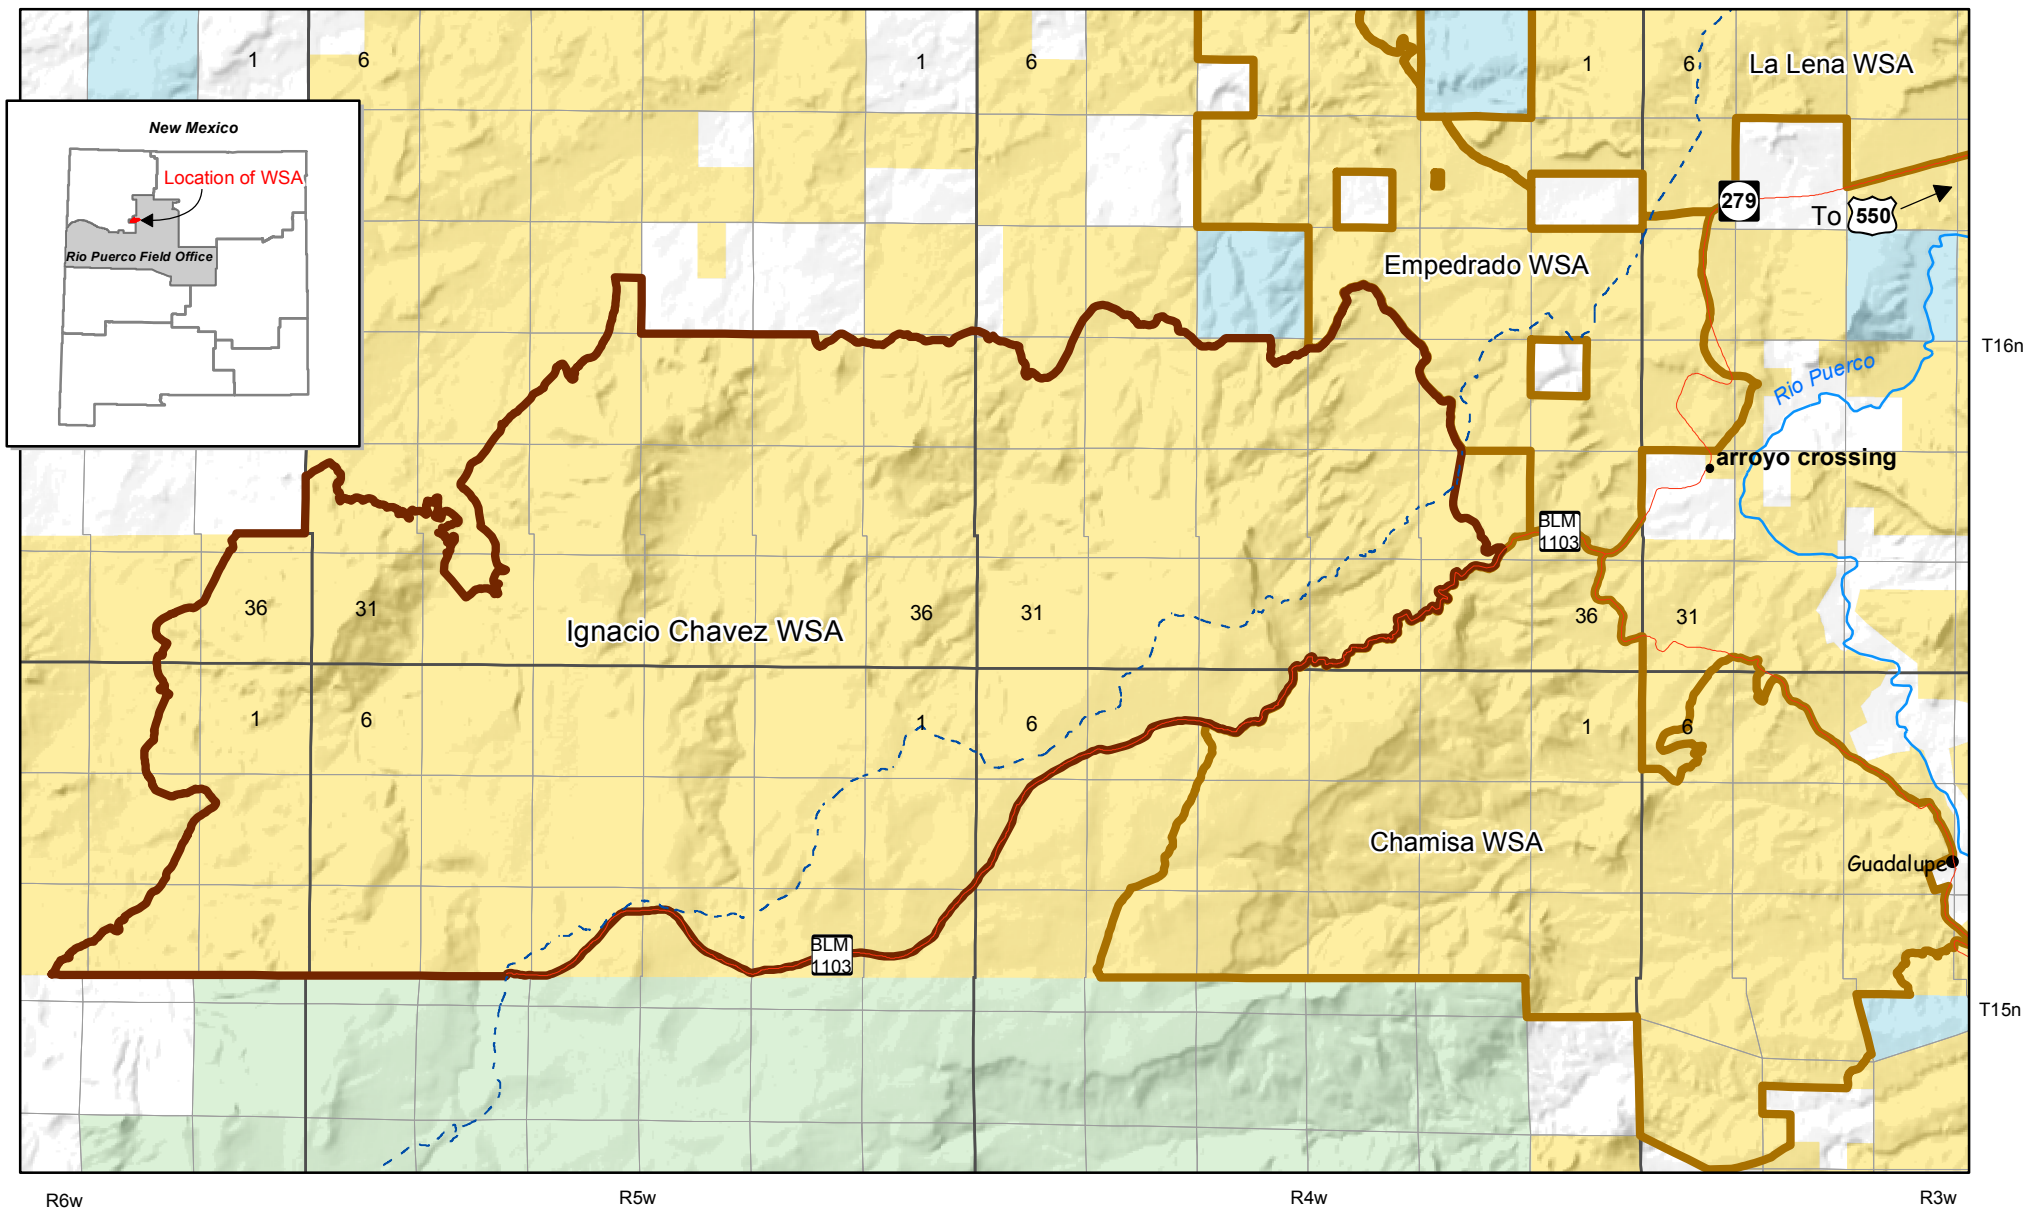 1
6
1
6
1
6
La Lena WSA
New Mexico
Location of WSA
Rio Puerco Field Office
279
To 550
Empedrado WSA
T16n
Rio Puerco
arroyo crossing
BLM
1103
36
31
36
31
36
31
Ignacio Chavez WSA
1
6
1
6
1
6
Chamisa WSA
Guadalupe
BLM
1103
T15n
R6w
R5w
R4w
R3w